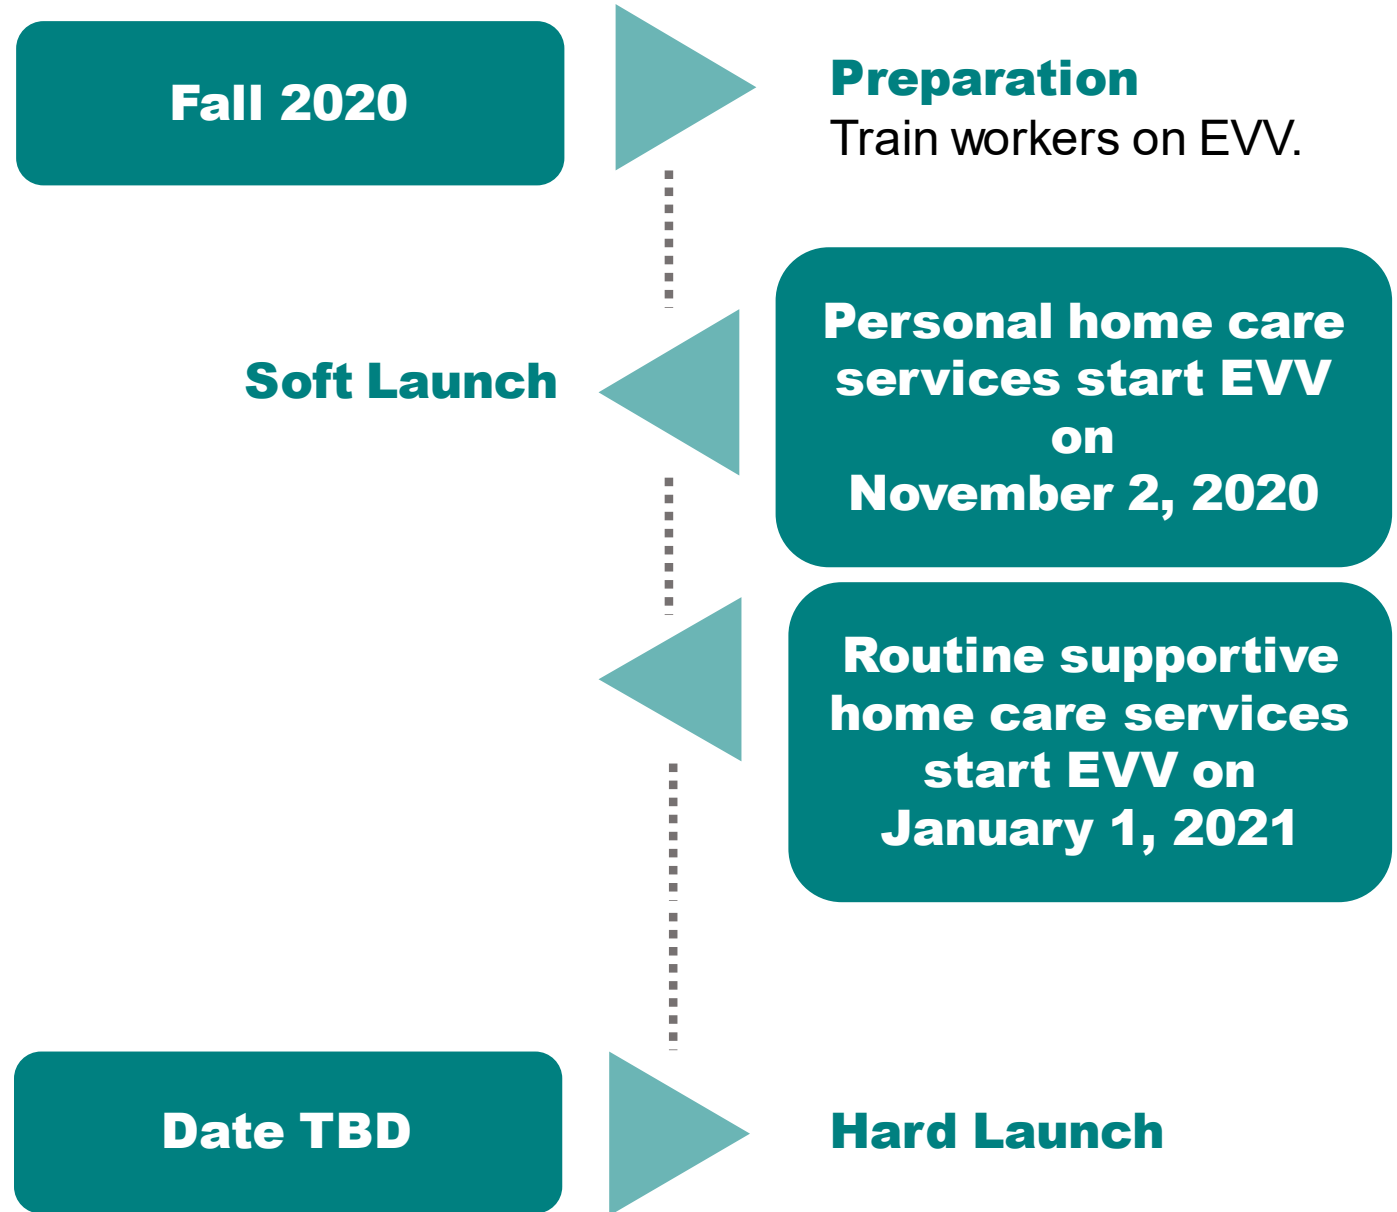 Fall 2020
Preparation
Train workers on EVV.
Soft Launch
Personal home care
services start EVV
on
November 2, 2020
Routine supportive
home care services
start EVV on
January 1, 2021
Date TBD
Hard Launch